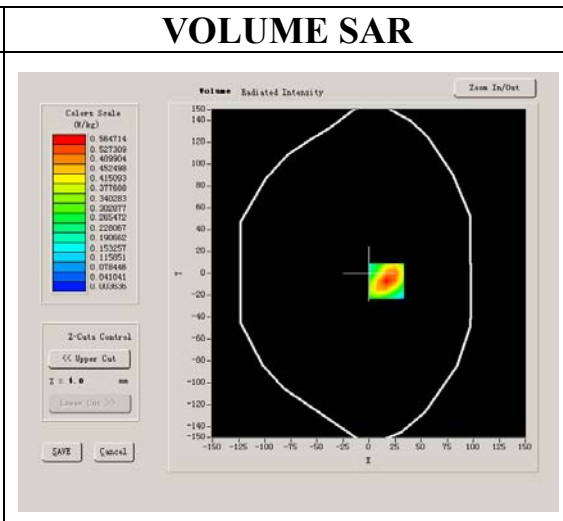 VOLUME SAR
Volume Radiated Intensity
Zoom In/Out
Colors Scale
(W/kg)
0.564714
0.527309
0.489904
0.452498
0.415093
0.377688
0.340283
0.302877
0.265472
0.228067
0.190662
0.153257
0.115851
0.078446
0.041041
0.003636
Z-Cuts Control
<< Upper Cut
Z = 4.0 mm
Lower Cut >>
SAVE Cancel
150
140
120
100
80
60
40
20
0
-20
-40
-60
-80
-100
-120
-140
-150
Y
-150 -125 -100 -75 -50 -25 0 25 50 75 100 125 150
X